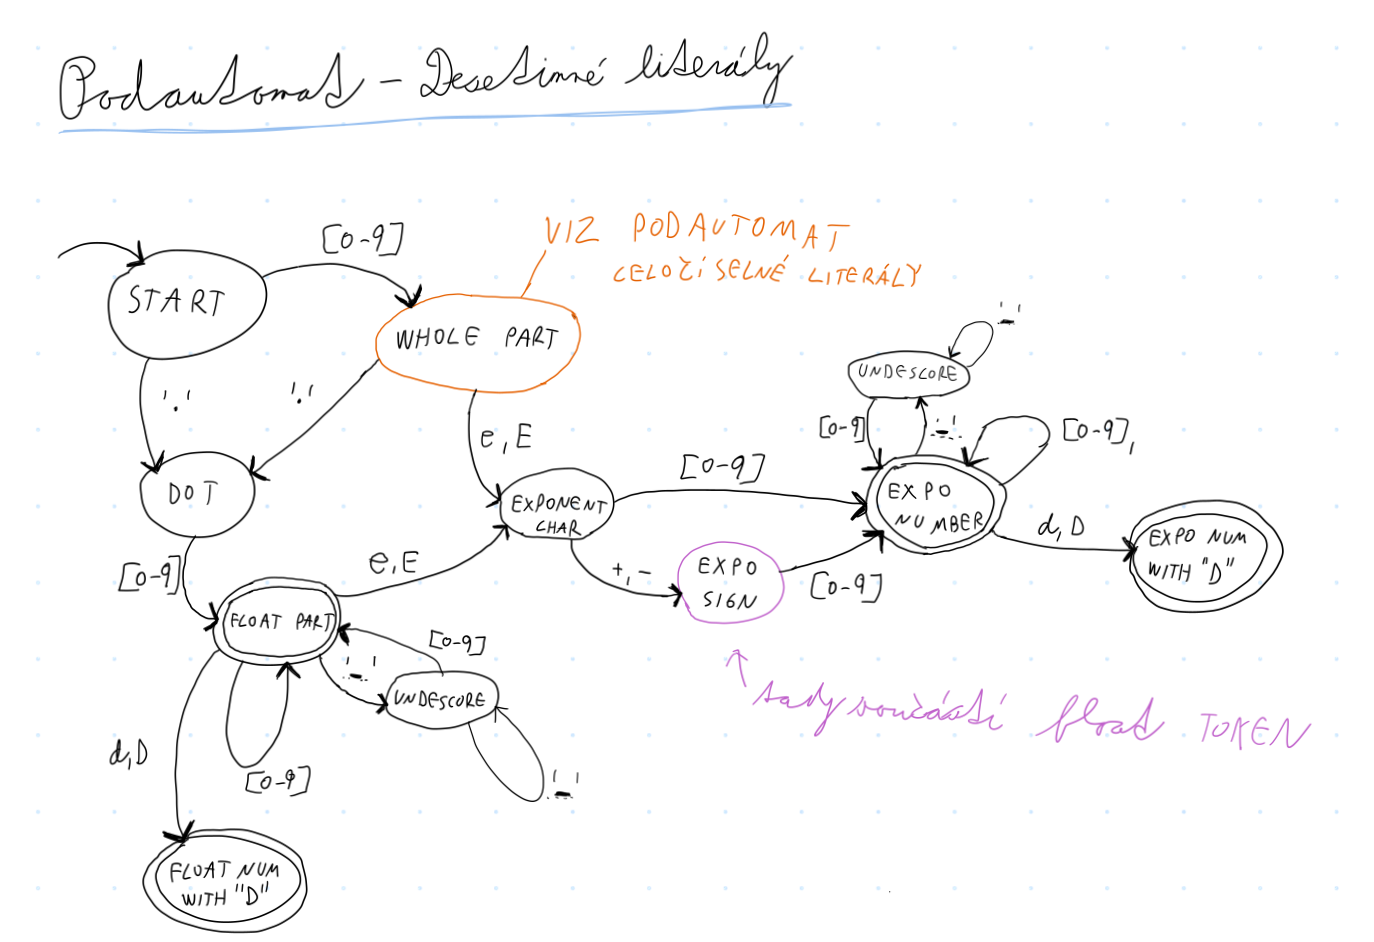 Podautomat – Desetinné literály
[0-9]
VIZ PODAUTOMAT
CELOČÍSELNÉ LITERÁLY
START
WHOLE PART
'_'
UNDESCORE
'.'
'.'
e, E
[0-9]
'_'
[0-9],
[0-9]
DOT
EXPONENT
CHAR
EXPO
NUMBER
d, D
EXPO NUM
WITH "D"
[0-9]
e, E
+, -
EXPO
SIGN
[0-9]
FLOAT PART
[0-9]
'_'
UNDESCORE
tady součástí float TOKEN
d, D
[0-9]
'_'
FLOAT NUM
WITH "D"